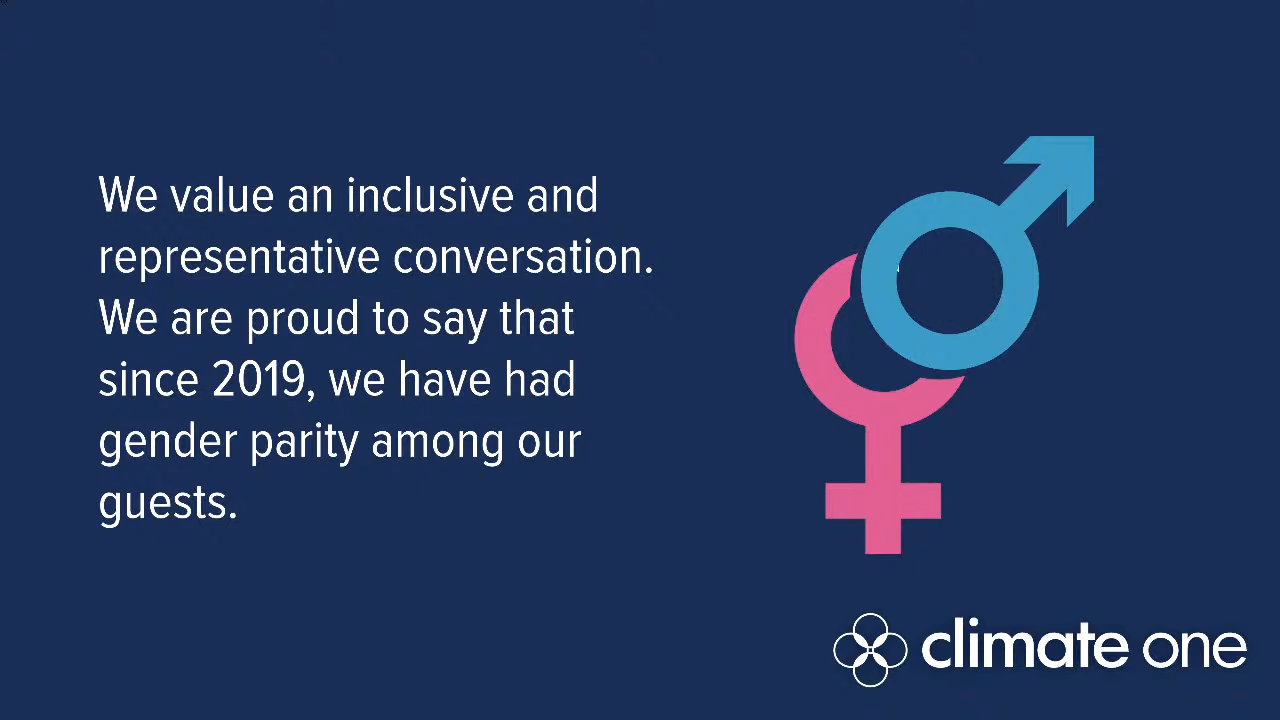 We value an inclusive and
representative conversation.
We are proud to say that
since 2019, we have had
gender parity among our
guests.
climate one